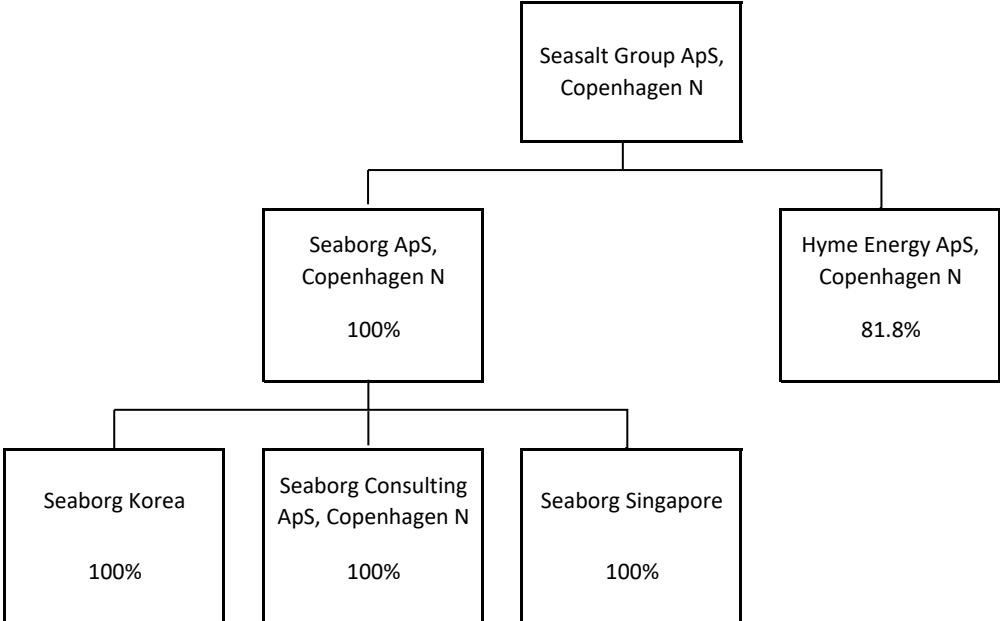 Seasalt Group ApS,
Copenhagen N
Seaborg ApS,
Copenhagen N
100%
Hyme Energy ApS,
Copenhagen N
81.8%
Seaborg Korea
100%
Seaborg Consulting
ApS, Copenhagen N
100%
Seaborg Singapore
100%